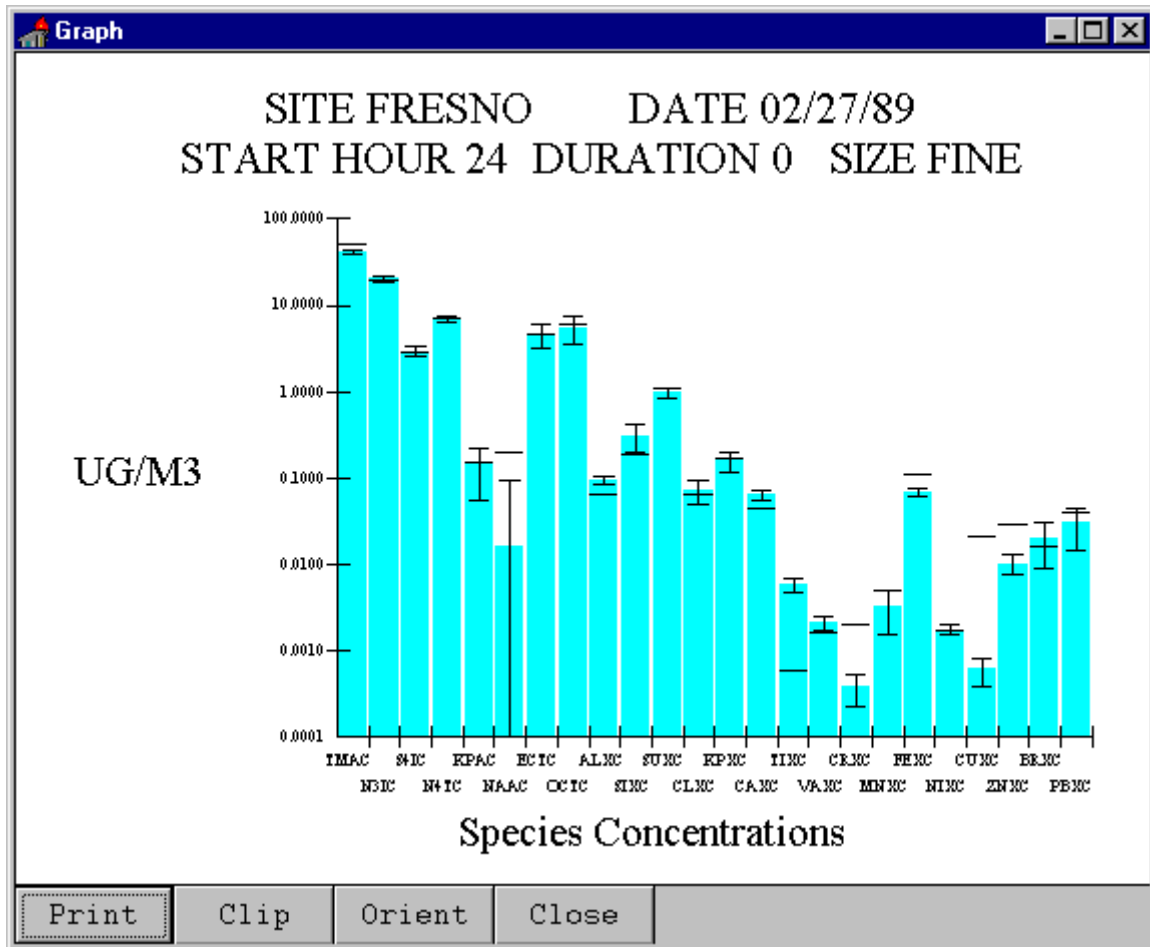 Graph
SITE FRESNO DATE 02/27/89
START HOUR 24 DURATION 0 SIZE FINE
100.0000
10.0000
1.0000
UG/M3
0.1000
0.0100
0.0010
0.0001
TMAC S4IC KPAC ECTC ALXC SUXC KPXC TIXC CRXC FEXC CUXC BRXC
N3IC N4TC NAAC OCTC SIXC CLXC CAXC VAXC MNXC NIXC ZNXC PBXC
Species Concentrations
Print Clip Orient Close